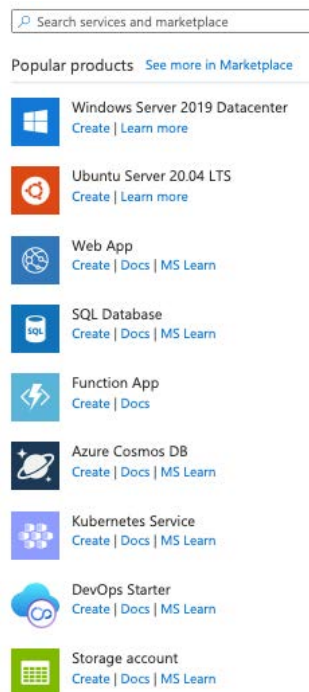 Search services and marketplace
Popular products See more in Marketplace
Windows Server 2019 Datacenter
Create | Learn more
Ubuntu Server 20.04 LTS
Create | Learn more
Web App
Create | Docs | MS Learn
SQL Database
SQL
Create | Docs | MS Learn
Function App
Create | Docs
Azure Cosmos DB
Create | Docs | MS Learn
Kubernetes Service
Create | Docs | MS Learn
DevOps Starter
Create | Docs | MS Learn
Storage account
Create | Docs | MS Learn